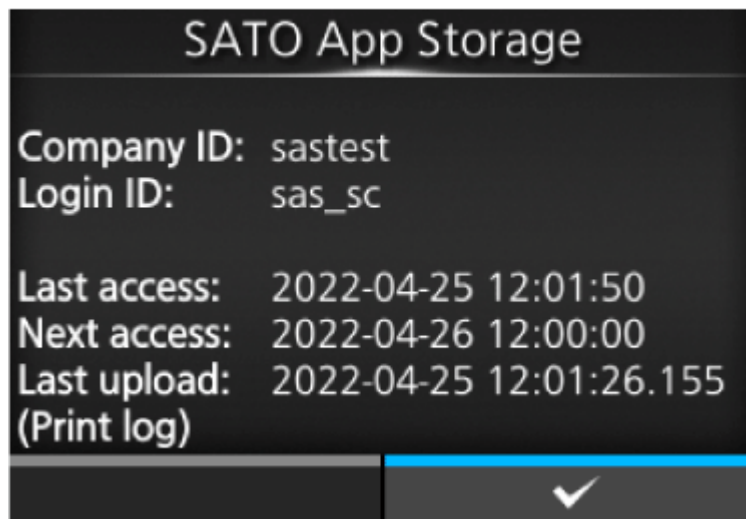 SATO App Storage
Company ID: sastest
Login ID: sas_sc
Last access: 2022-04-25 12:01:50
Next access: 2022-04-26 12:00:00
Last upload: 2022-04-25 12:01:26.155
(Print log)